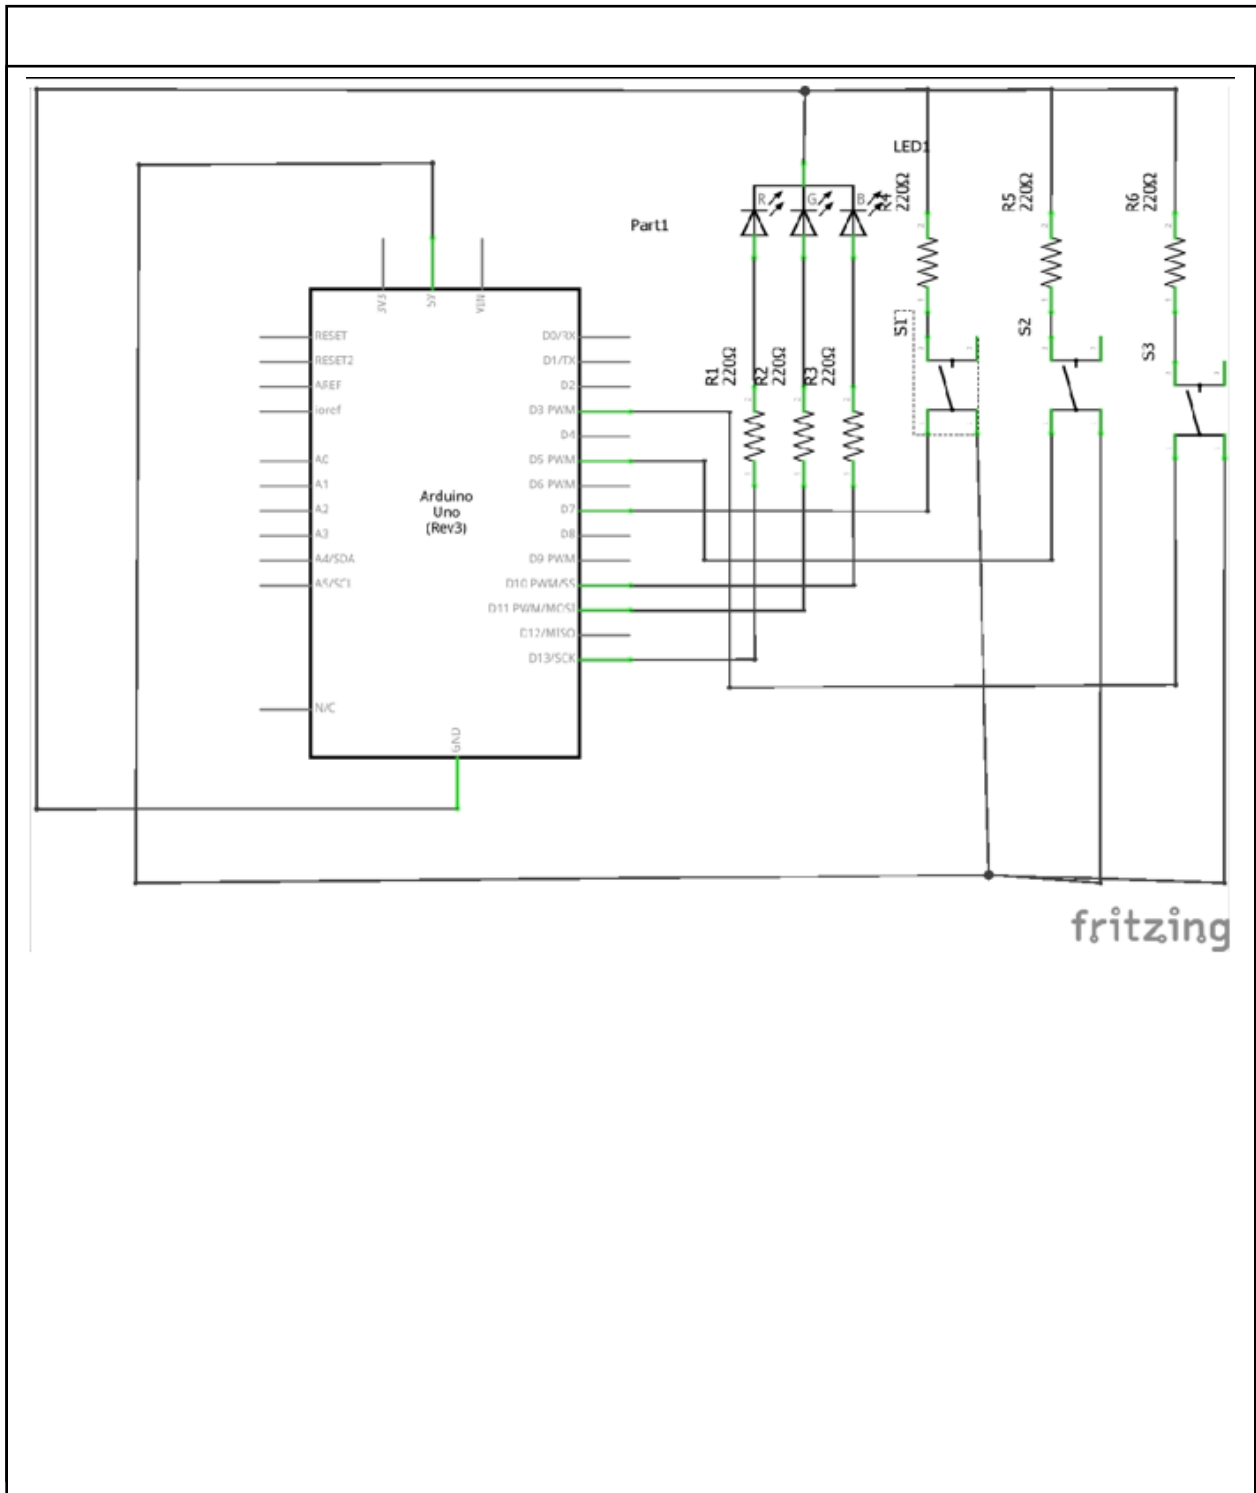 LED1
R4
220Ω
R5
220Ω
R6
220Ω
Part1
R
G
B
3V3
5V
VIN
S1
S2
S3
R1
220Ω
R2
220Ω
R3
220Ω
RESET
RESET2
AREF
ioref
A0
A1
A2
A3
A4/SDA
A5/SCL
N/C
D0/RX
D1/TX
D2
D3 PWM
D4
D5 PWM
D6 PWM
D7
D8
D9 PWM
D10 PWM/SS
D11 PWM/MOSI
D12/MISO
D13/SCK
Arduino
Uno
(Rev3)
GND
fritzing